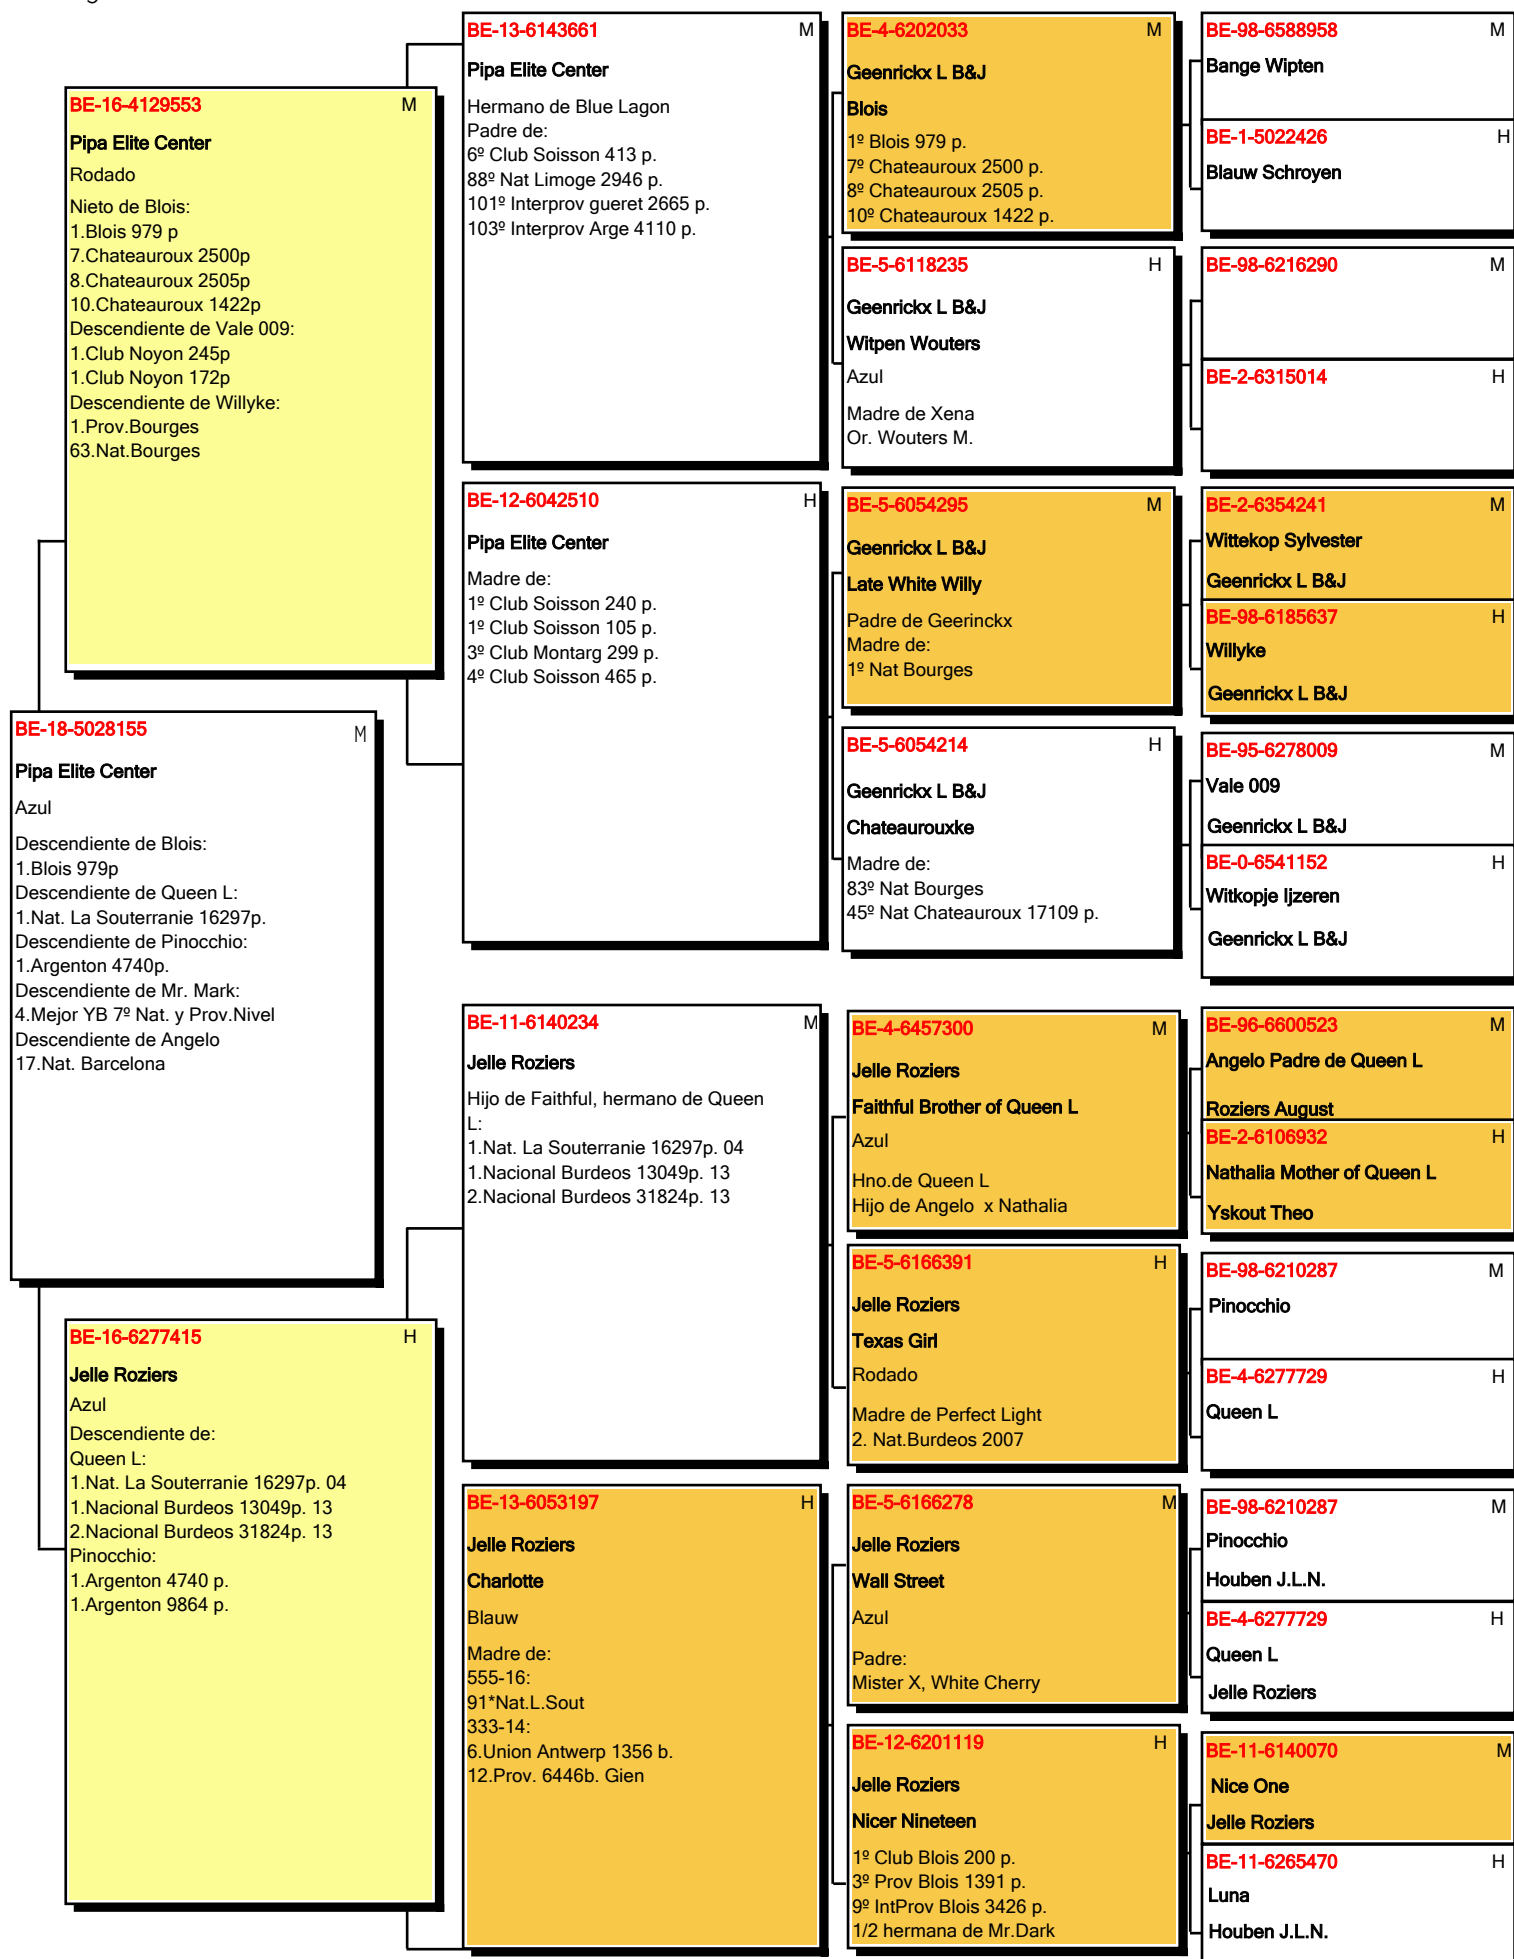 BE-18-5028155 M
Pipa Elite Center
Azul
Descendiente de Blois:
1.Blois 979p
Descendiente de Queen L:
1.Nat. La Souterranie 16297p.
Descendiente de Pinocchio:
1.Argenton 4740p.
Descendiente de Mr. Mark:
4.Mejor YB 7º Nat. y Prov.Nivel
Descendiente de Angelo
17.Nat. Barcelona
BE-16-4129553 M
Pipa Elite Center
Rodado
Nieto de Blois:
1.Blois 979 p
7.Chateauroux 2500p
8.Chateauroux 2505p
10.Chateauroux 1422p
Descendiente de Vale 009:
1.Club Noyon 245p
1.Club Noyon 172p
Descendiente de Willyke:
1.Prov.Bourges
63.Nat.Bourges
BE-16-6277415 H
Jelle Roziers
Azul
Descendiente de:
Queen L:
1.Nat. La Souterranie 16297p. 04
1.Nacional Burdeos 13049p. 13
2.Nacional Burdeos 31824p. 13
Pinocchio:
1.Argenton 4740 p.
1.Argenton 9864 p.
BE-13-6143661 M
Pipa Elite Center
Hermano de Blue Lagon
Padre de:
6º Club Soisson 413 p.
88º Nat Limoge 2946 p.
101º Interprov gueret 2665 p.
103º Interprov Arge 4110 p.
BE-12-6042510 H
Pipa Elite Center
Madre de:
1º Club Soisson 240 p.
1º Club Soisson 105 p.
3º Club Montarg 299 p.
4º Club Soisson 465 p.
BE-11-6140234 M
Jelle Roziers
Hijo de Faithful, hermano de Queen
L:
1.Nat. La Souterranie 16297p. 04
1.Nacional Burdeos 13049p. 13
2.Nacional Burdeos 31824p. 13
BE-13-6053197 H
Jelle Roziers
Charlotte
Blauw
Madre de:
555-16:
91*Nat.L.Sout
333-14:
6.Union Antwerp 1356 b.
12.Prov. 6446b. Gien
BE-4-6202033 M
Geenrickx L B&J
Blois
1º Blois 979 p.
7º Chateauroux 2500 p.
8º Chateauroux 2505 p.
10º Chateauroux 1422 p.
BE-5-6118235 H
Geenrickx L B&J
Witpen Wouters
Azul
Madre de Xena
Or. Wouters M.
BE-5-6054295 M
Geenrickx L B&J
Late White Willy
Padre de Geerinckx
Madre de:
1º Nat Bourges
BE-5-6054214 H
Geenrickx L B&J
Chateaurouxke
Madre de:
83º Nat Bourges
45º Nat Chateauroux 17109 p.
BE-4-6457300 M
Jelle Roziers
Faithful Brother of Queen L
Azul
Hno.de Queen L
Hijo de Angelo  x Nathalia
BE-5-6166391 H
Jelle Roziers
Texas Girl
Rodado
Madre de Perfect Light
2. Nat.Burdeos 2007
BE-5-6166278 M
Jelle Roziers
Wall Street
Azul
Padre:
Mister X, White Cherry
BE-12-6201119 H
Jelle Roziers
Nicer Nineteen
1º Club Blois 200 p.
3º Prov Blois 1391 p.
9º IntProv Blois 3426 p.
1/2 hermana de Mr.Dark
BE-98-6588958 M
Bange Wipten
BE-1-5022426 H
Blauw Schroyen
BE-98-6216290 M
BE-2-6315014 H
BE-2-6354241 M
Wittekop Sylvester
Geenrickx L B&J
BE-98-6185637 H
Willyke
Geenrickx L B&J
BE-95-6278009 M
Vale 009
Geenrickx L B&J
BE-0-6541152 H
Witkopje Ijzeren
Geenrickx L B&J
BE-96-6600523 M
Angelo Padre de Queen L
Roziers August
BE-2-6106932 H
Nathalia Mother of Queen L
Yskout Theo
BE-98-6210287 M
Pinocchio
BE-4-6277729 H
Queen L
BE-98-6210287 M
Pinocchio
Houben J.L.N.
BE-4-6277729 H
Queen L
Jelle Roziers
BE-11-6140070 M
Nice One
Jelle Roziers
BE-11-6265470 H
Luna
Houben J.L.N.